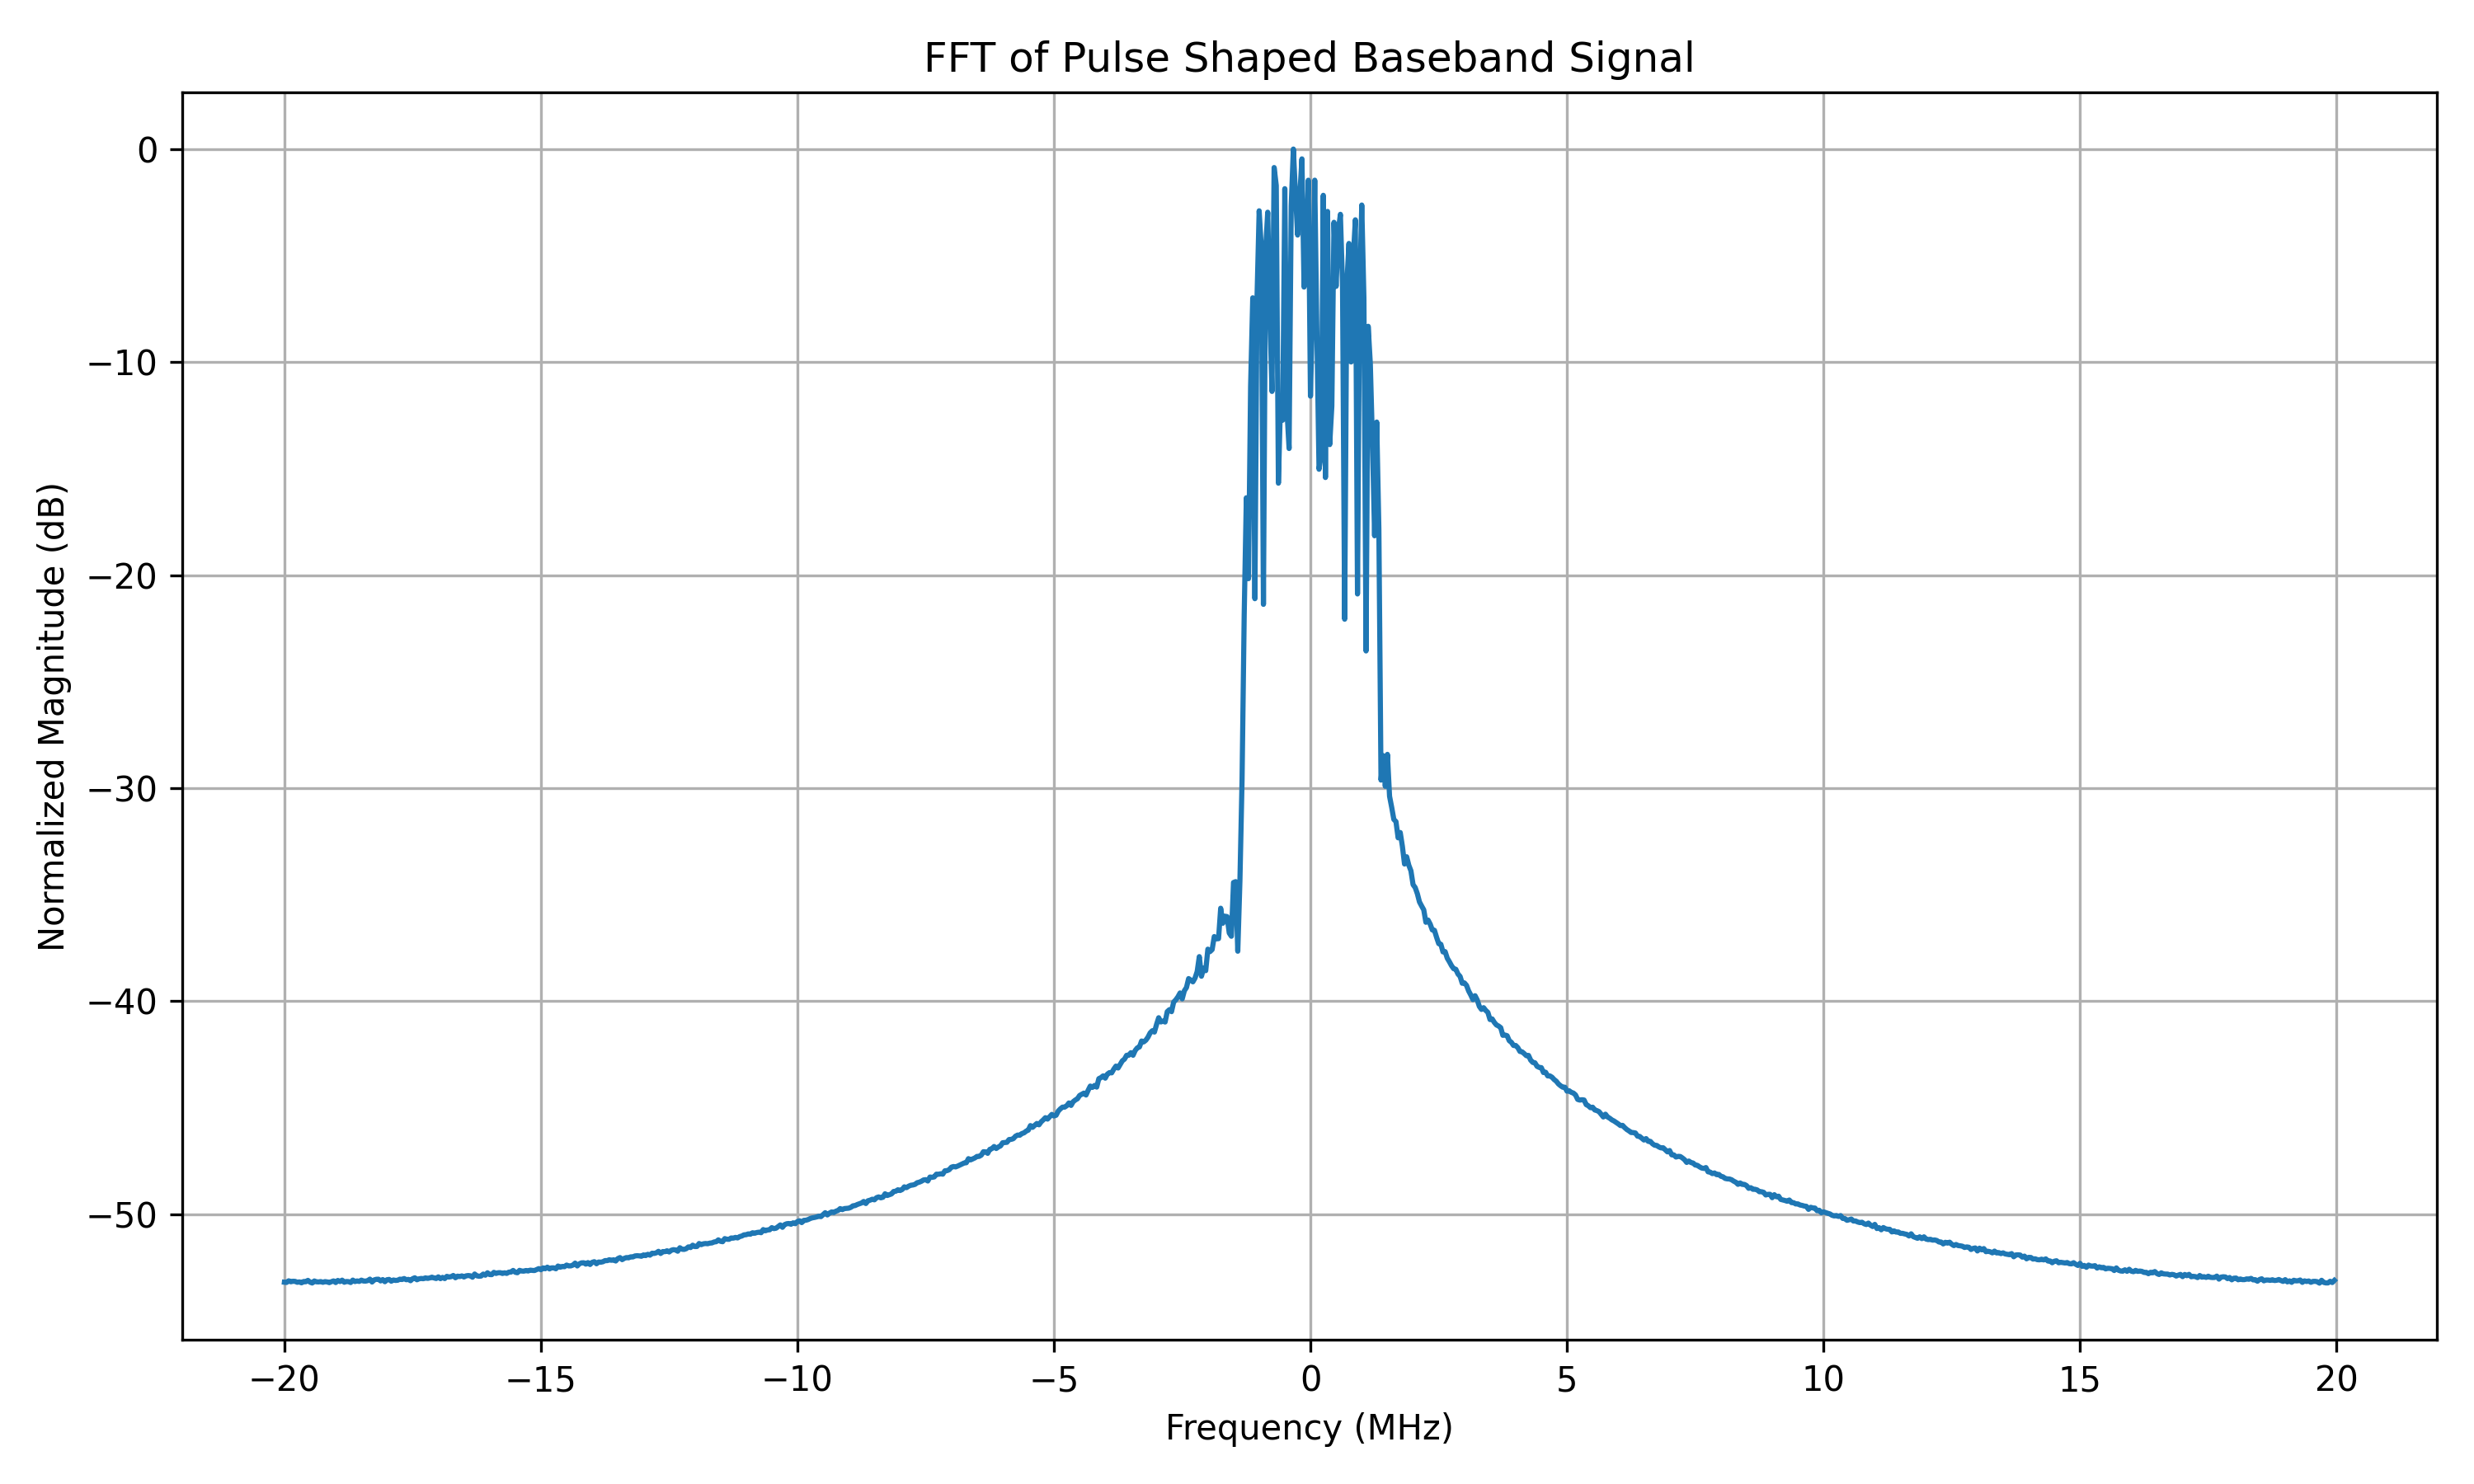 FFT of Pulse Shaped Baseband Signal
Normalized Magnitude (dB)
0
−10
−20
−30
−40
−50
−20 −15 −10 −5 0 5 10 15 20
Frequency (MHz)